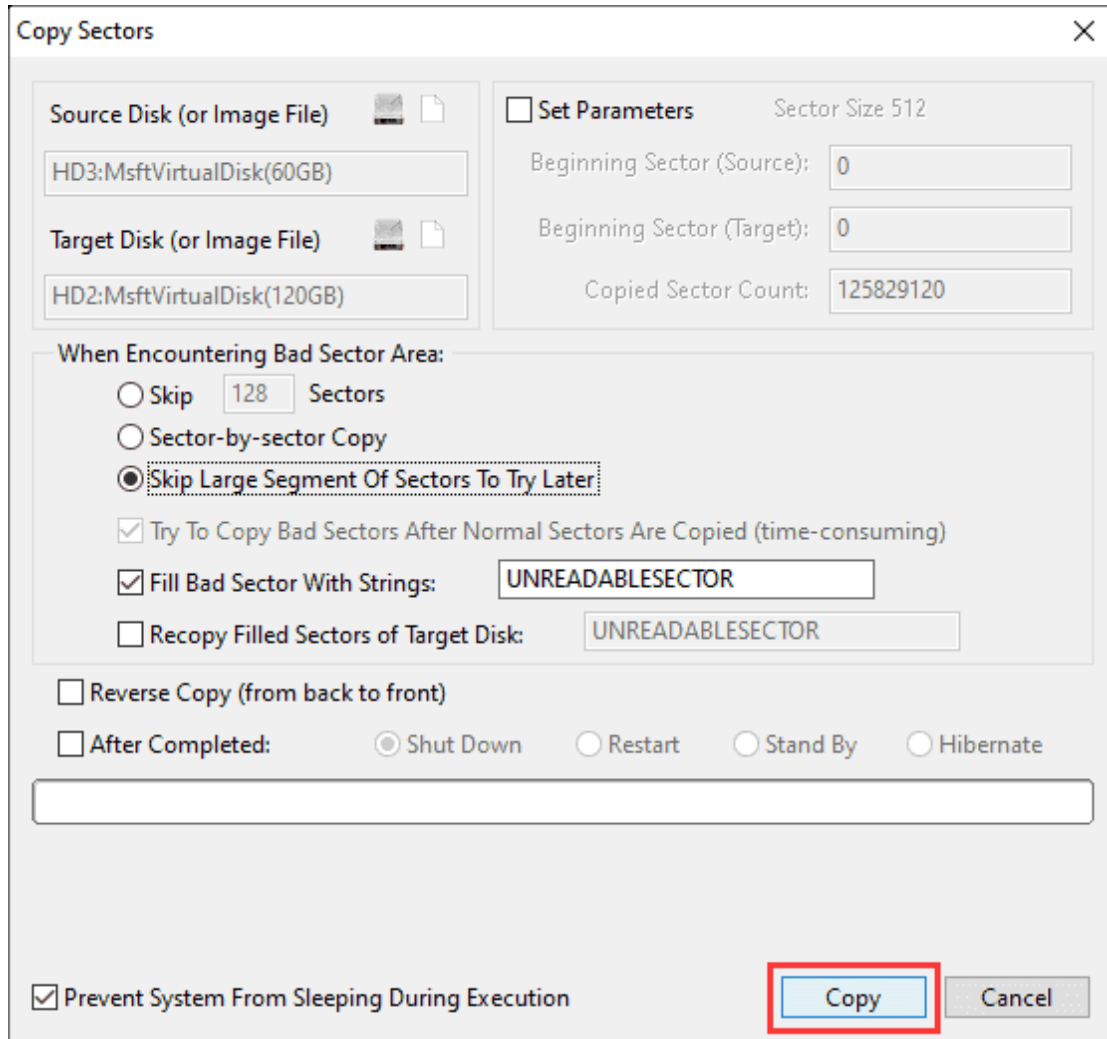 Copy Sectors
Source Disk (or Image File)
HD3:MsftVirtualDisk(60GB)
Target Disk (or Image File)
HD2:MsftVirtualDisk(120GB)
Set Parameters Sector Size 512
Beginning Sector (Source): 0
Beginning Sector (Target): 0
Copied Sector Count: 125829120
When Encountering Bad Sector Area:
Skip 128 Sectors
Sector-by-sector Copy
Skip Large Segment Of Sectors To Try Later
Try To Copy Bad Sectors After Normal Sectors Are Copied (time-consuming)
Fill Bad Sector With Strings: UNREADABLESECTOR
Recopy Filled Sectors of Target Disk: UNREADABLESECTOR
Reverse Copy (from back to front)
After Completed: Shut Down Restart Stand By Hibernate
Prevent System From Sleeping During Execution Copy Cancel